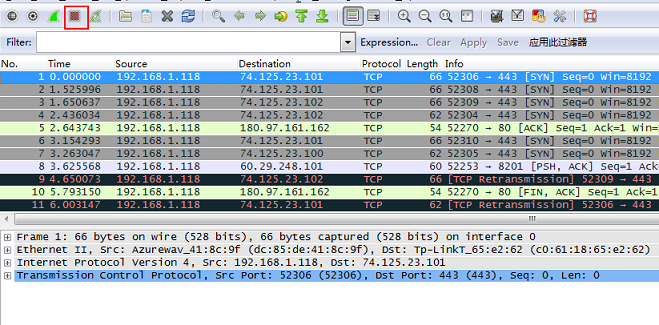 Filter: Expression... Clear Apply Save 应用此过滤器
No. Time Source Destination Protocol Length Info
1 0.000000 192.168.1.118 74.125.23.101 TCP 66 52306 → 443 [SYN] Seq=0 Win=8192
2 1.525996 192.168.1.118 74.125.23.101 TCP 66 52308 → 443 [SYN] Seq=0 Win=8192
3 1.650637 192.168.1.118 74.125.23.102 TCP 66 52309 → 443 [SYN] Seq=0 Win=8192
4 2.436034 192.168.1.118 74.125.23.102 TCP 62 52304 → 443 [SYN] Seq=0 Win=8192
5 2.643743 192.168.1.118 180.97.161.162 TCP 54 52270 → 80 [ACK] Seq=1 Ack=1 Win=
6 3.154293 192.168.1.118 74.125.23.102 TCP 66 52310 → 443 [SYN] Seq=0 Win=8192
7 3.263047 192.168.1.118 74.125.23.100 TCP 62 52305 → 443 [SYN] Seq=0 Win=8192
8 3.625568 192.168.1.118 60.29.248.101 TCP 60 52253 → 8201 [PSH, ACK] Seq=1 Ack
9 4.650073 192.168.1.118 74.125.23.102 TCP 66 [TCP Retransmission] 52309 → 443
10 5.793150 192.168.1.118 180.97.161.162 TCP 54 52270 → 80 [FIN, ACK] Seq=1 Ack=
11 6.003147 192.168.1.118 74.125.23.101 TCP 62 [TCP Retransmission] 52306 → 443
Frame 1: 66 bytes on wire (528 bits), 66 bytes captured (528 bits) on interface 0
Ethernet II, Src: Azurewav_41:8c:9f (dc:85:de:41:8c:9f), Dst: Tp-LinkT_65:e2:62 (c0:61:18:65:e2:62)
Internet Protocol Version 4, Src: 192.168.1.118, Dst: 74.125.23.101
Transmission Control Protocol, Src Port: 52306 (52306), Dst Port: 443 (443), Seq: 0, Len: 0